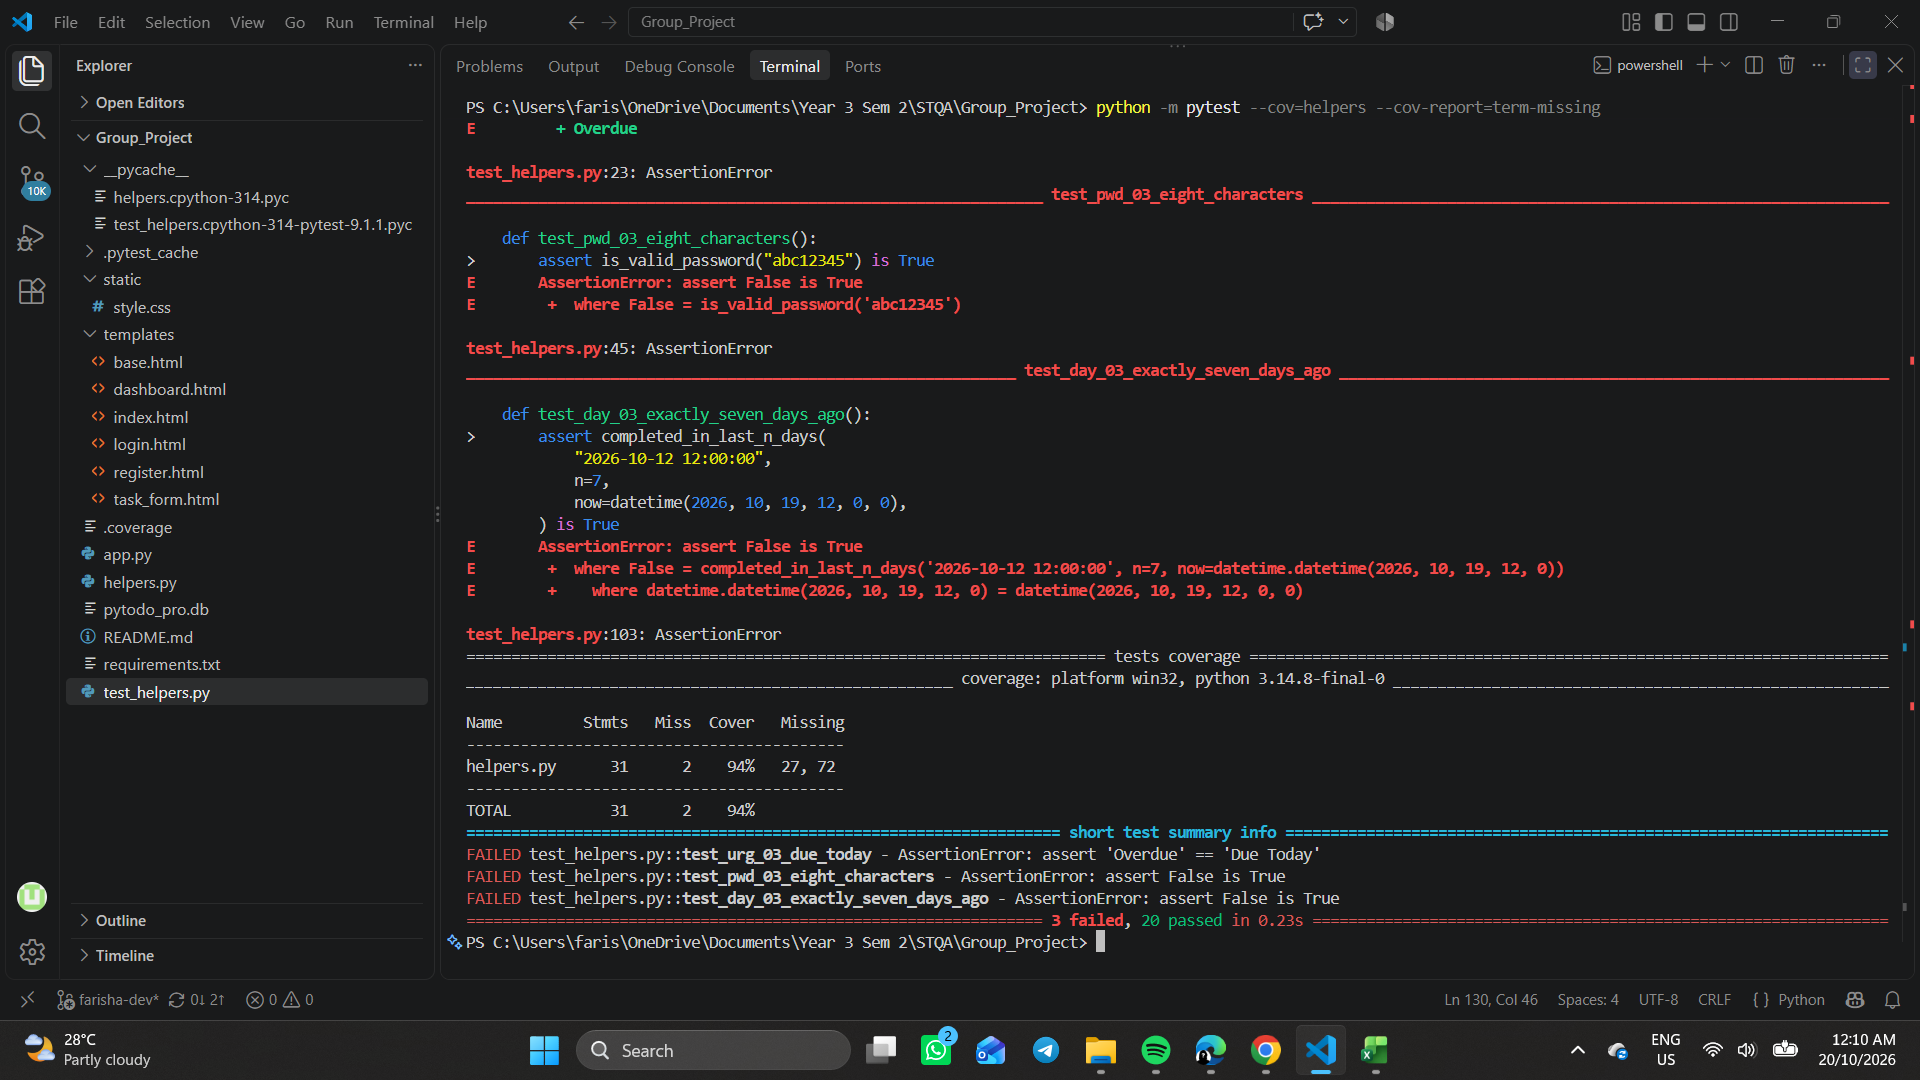 File Edit Selection View Go Run Terminal Help
Group_Project
Explorer
Open Editors
Group_Project
__pycache__
helpers.cpython-314.pyc
test_helpers.cpython-314-pytest-9.1.1.pyc
.pytest_cache
static
# style.css
templates
<> base.html
<> dashboard.html
<> index.html
<> login.html
<> register.html
<> task_form.html
.coverage
app.py
helpers.py
pytodo_pro.db
README.md
requirements.txt
test_helpers.py
Outline
Timeline
10K
Problems Output Debug Console Terminal Ports
powershell
PS C:\Users\faris\OneDrive\Documents\Year 3 Sem 2\STQA\Group_Project> python -m pytest --cov=helpers --cov-report=term-missing
E         + Overdue
test_helpers.py:23: AssertionError
________________ test_pwd_03_eight_characters ________________
def test_pwd_03_eight_characters():
>       assert is_valid_password("abc12345") is True
E       AssertionError: assert False is True
E        +  where False = is_valid_password('abc12345')
test_helpers.py:45: AssertionError
________________ test_day_03_exactly_seven_days_ago ________________
def test_day_03_exactly_seven_days_ago():
>       assert completed_in_last_n_days(
"2026-10-12 12:00:00",
n=7,
now=datetime(2026, 10, 19, 12, 0, 0),
) is True
E       AssertionError: assert False is True
E        +  where False = completed_in_last_n_days('2026-10-12 12:00:00', n=7, now=datetime.datetime(2026, 10, 19, 12, 0))
E        +    where datetime.datetime(2026, 10, 19, 12, 0) = datetime(2026, 10, 19, 12, 0, 0)
test_helpers.py:103: AssertionError
================ tests coverage ================
________________ coverage: platform win32, python 3.14.8-final-0 ________________
Name         Stmts   Miss  Cover   Missing
------------------------------------------
helpers.py      31      2    94%   27, 72
------------------------------------------
TOTAL           31      2    94%
================ short test summary info ================
FAILED test_helpers.py::test_urg_03_due_today - AssertionError: assert 'Overdue' == 'Due Today'
FAILED test_helpers.py::test_pwd_03_eight_characters - AssertionError: assert False is True
FAILED test_helpers.py::test_day_03_exactly_seven_days_ago - AssertionError: assert False is True
================ 3 failed, 20 passed in 0.23s ================
PS C:\Users\faris\OneDrive\Documents\Year 3 Sem 2\STQA\Group_Project>
farisha-dev* 0↓ 2↑ 0 0
Ln 130, Col 46 Spaces: 4 UTF-8 CRLF { } Python
28°C
Partly cloudy
Search
2
ENG
US
12:10 AM
20/10/2026